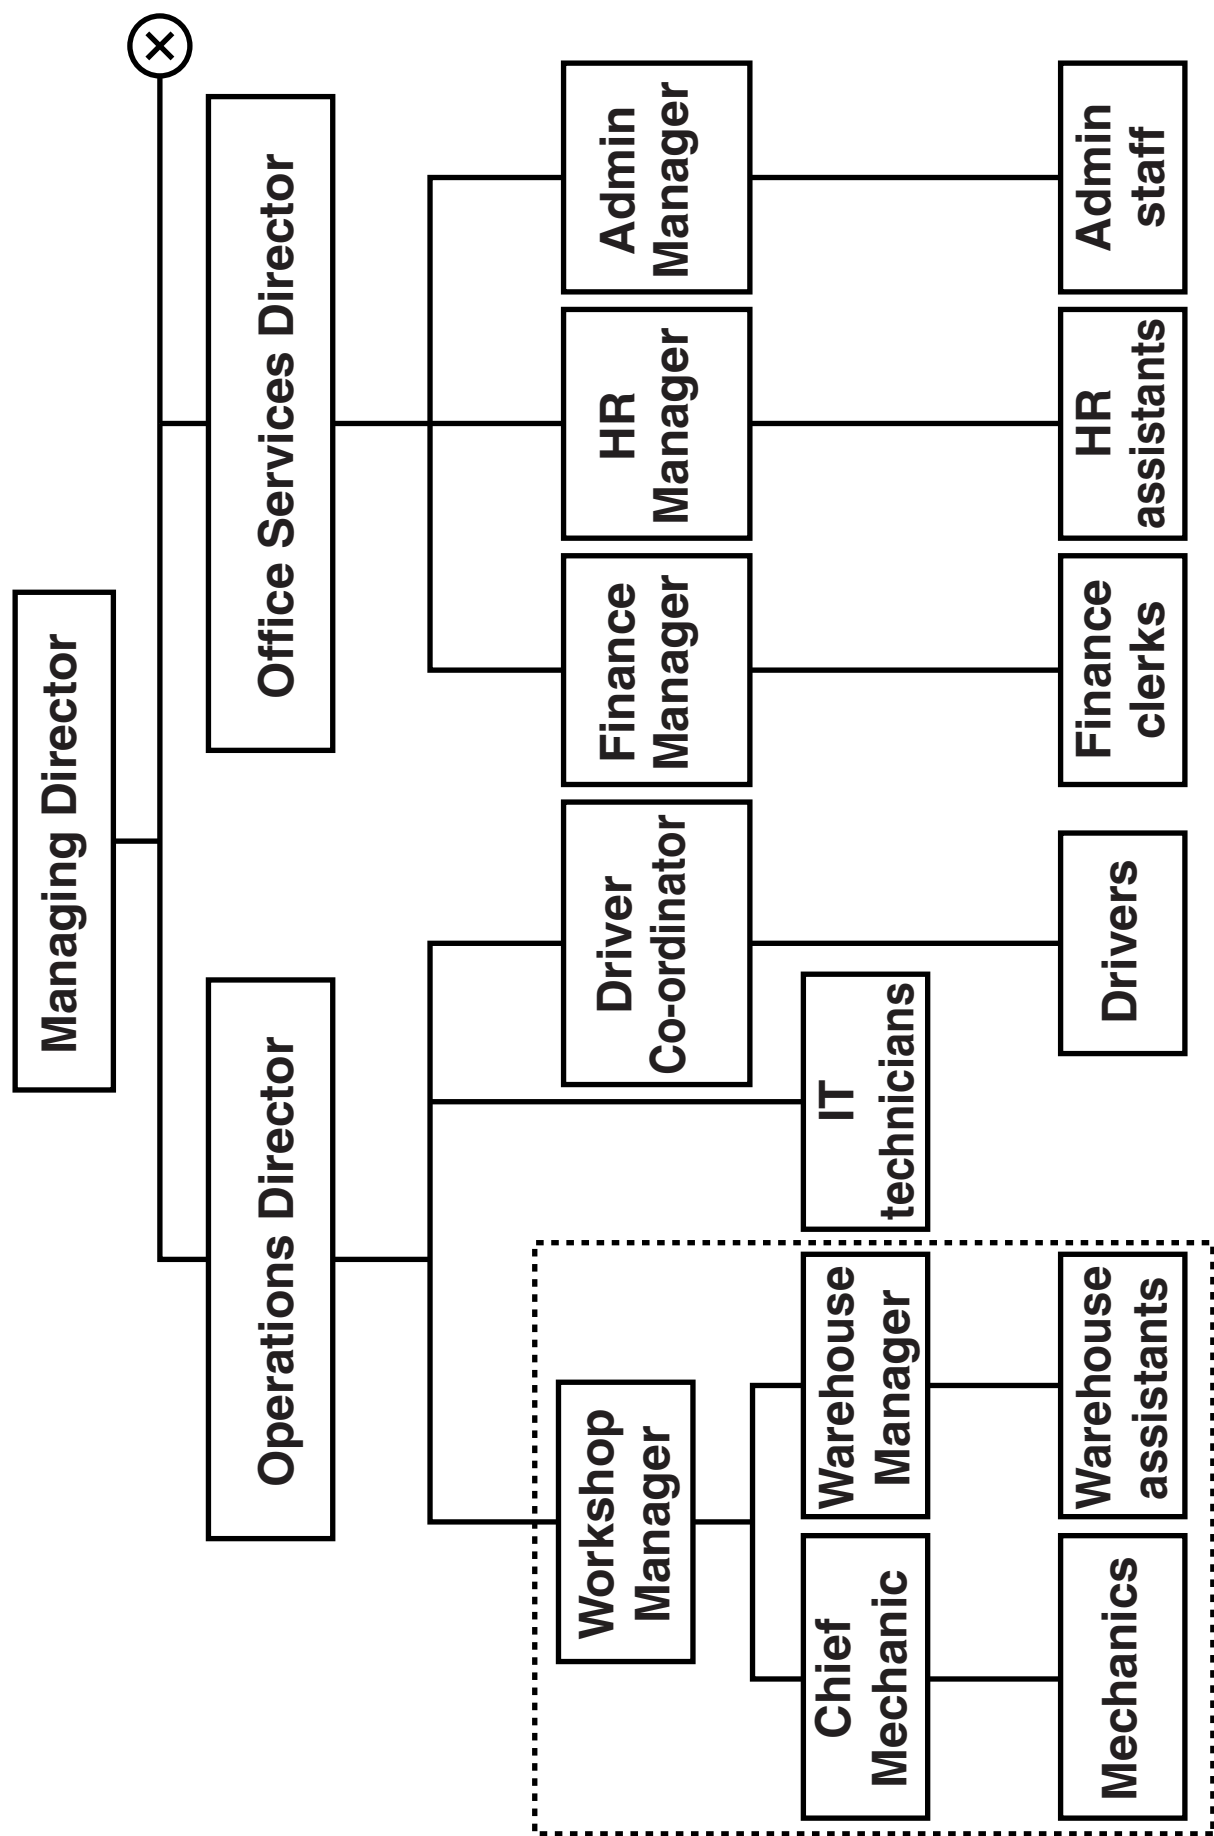 Managing Director
Operations Director
Office Services Director
Workshop
Manager
Driver
Co-ordinator
Finance
Manager
HR
Manager
Admin
Manager
Chief
Mechanic
Warehouse
Manager
IT
technicians
Mechanics
Warehouse
assistants
Drivers
Finance
clerks
HR
assistants
Admin
staff